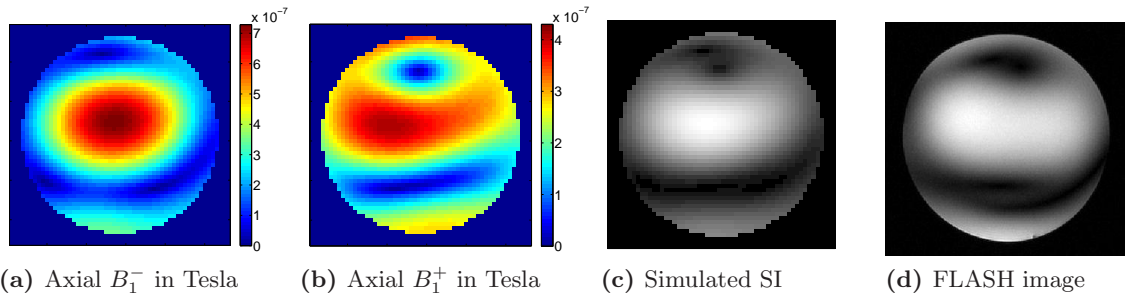 x 10⁻⁷
7
6
5
4
3
2
1
0
x 10⁻⁷
4
3
2
1
0
(a) Axial B₁⁻ in Tesla
(b) Axial B₁⁺ in Tesla
(c) Simulated SI
(d) FLASH image